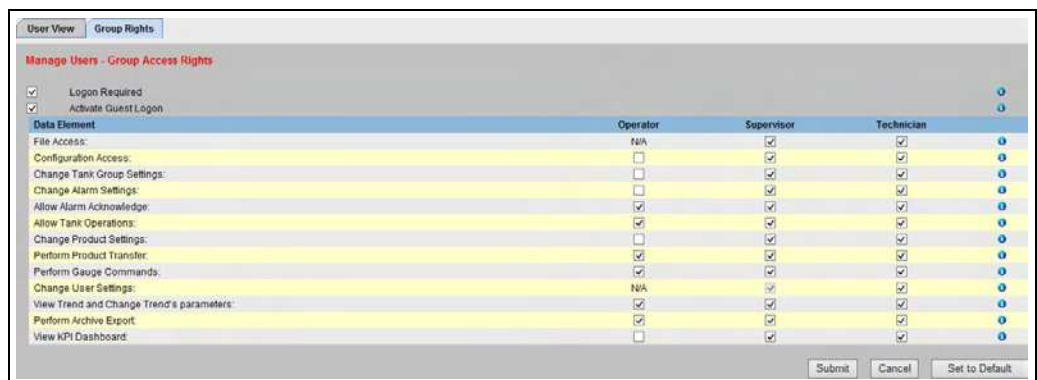 User View Group Rights
Manage Users - Group Access Rights
Logon Required
Activate Guest Logon
Data Element Operator Supervisor Technician
File Access: N/A
Configuration Access:
Change Tank Group Settings:
Change Alarm Settings:
Allow Alarm Acknowledge:
Allow Tank Operations:
Change Product Settings:
Perform Product Transfer:
Perform Gauge Commands:
Change User Settings: N/A
View Trend and Change Trend's parameters:
Perform Archive Export:
View KPI Dashboard:
Submit Cancel Set to Default